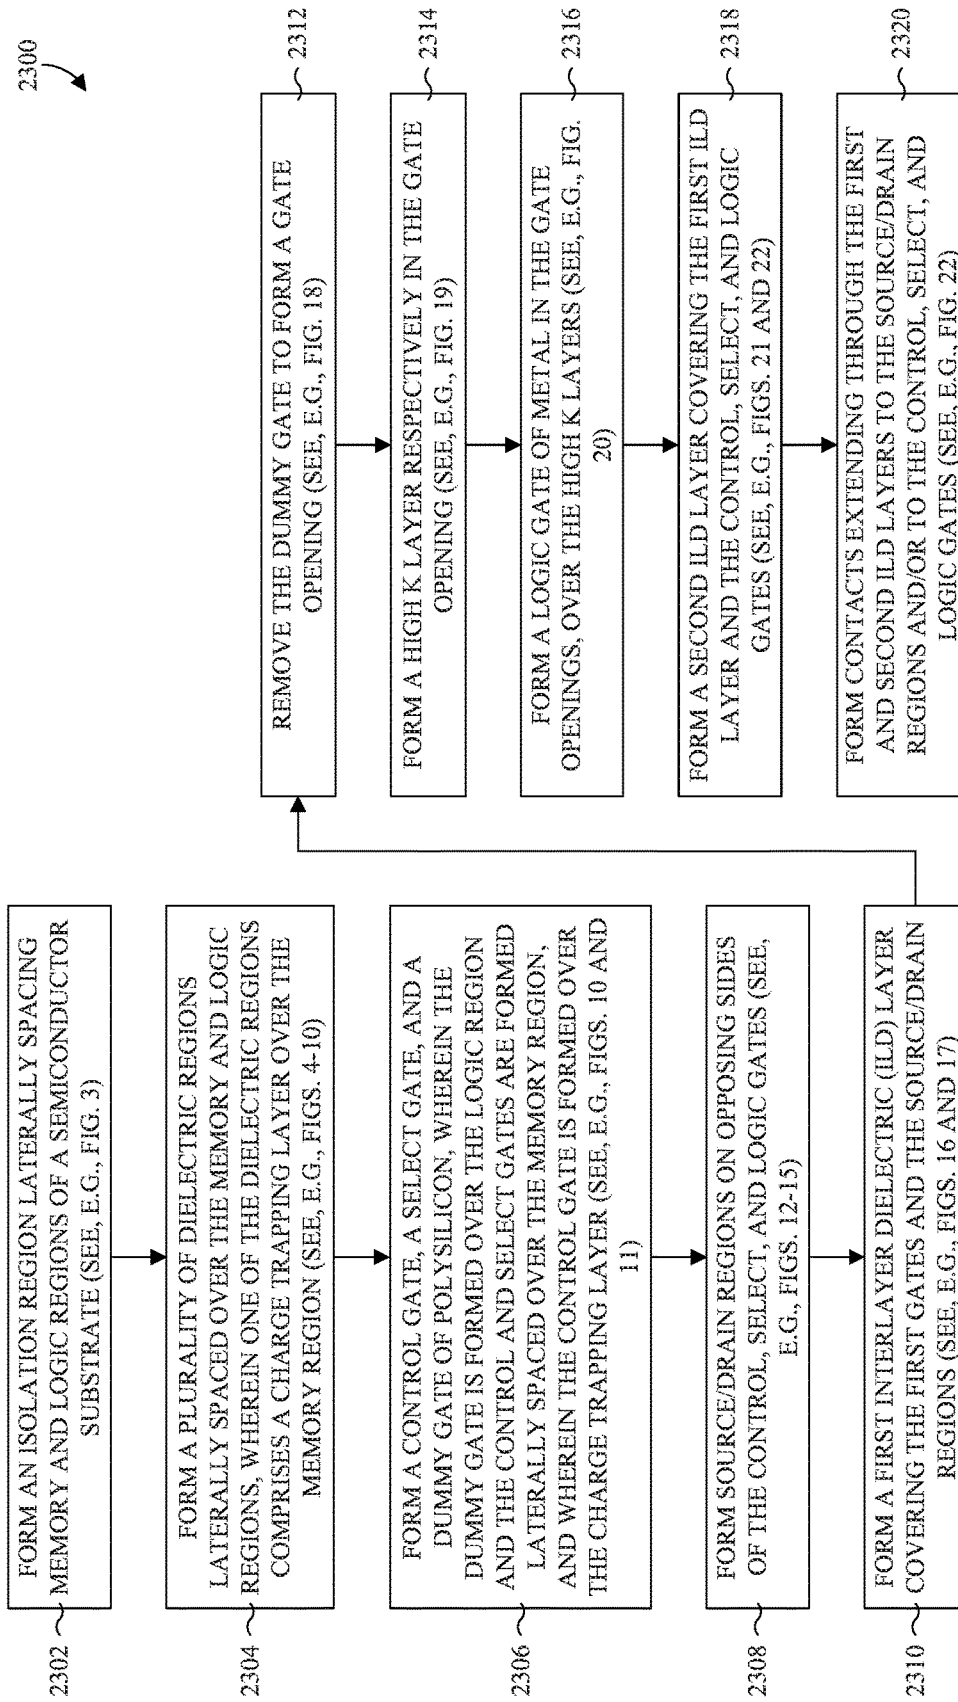 2300
2302
FORM AN ISOLATION REGION LATERALLY SPACING
MEMORY AND LOGIC REGIONS OF A SEMICONDUCTOR
SUBSTRATE (SEE, E.G., FIG. 3)
2304
FORM A PLURALITY OF DIELECTRIC REGIONS
LATERALLY SPACED OVER THE MEMORY AND LOGIC
REGIONS, WHEREIN ONE OF THE DIELECTRIC REGIONS
COMPRISES A CHARGE TRAPPING LAYER OVER THE
MEMORY REGION (SEE, E.G., FIGS. 4-10)
2306
FORM A CONTROL GATE, A SELECT GATE, AND A
DUMMY GATE OF POLYSILICON, WHEREIN THE
DUMMY GATE IS FORMED OVER THE LOGIC REGION
AND THE CONTROL AND SELECT GATES ARE FORMED
LATERALLY SPACED OVER THE MEMORY REGION,
AND WHEREIN THE CONTROL GATE IS FORMED OVER
THE CHARGE TRAPPING LAYER (SEE, E.G., FIGS. 10 AND
11)
2308
FORM SOURCE/DRAIN REGIONS ON OPPOSING SIDES
OF THE CONTROL, SELECT, AND LOGIC GATES (SEE,
E.G., FIGS. 12-15)
2310
FORM A FIRST INTERLAYER DIELECTRIC (ILD) LAYER
COVERING THE FIRST GATES AND THE SOURCE/DRAIN
REGIONS (SEE, E.G., FIGS. 16 AND 17)
2312
REMOVE THE DUMMY GATE TO FORM A GATE
OPENING (SEE, E.G., FIG. 18)
2314
FORM A HIGH K LAYER RESPECTIVELY IN THE GATE
OPENING (SEE, E.G., FIG. 19)
2316
FORM A LOGIC GATE OF METAL IN THE GATE
OPENINGS, OVER THE HIGH K LAYERS (SEE, E.G., FIG.
20)
2318
FORM A SECOND ILD LAYER COVERING THE FIRST ILD
LAYER AND THE CONTROL, SELECT, AND LOGIC
GATES (SEE, E.G., FIGS. 21 AND 22)
2320
FORM CONTACTS EXTENDING THROUGH THE FIRST
AND SECOND ILD LAYERS TO THE SOURCE/DRAIN
REGIONS AND/OR TO THE CONTROL, SELECT, AND
LOGIC GATES (SEE, E.G., FIG. 22)